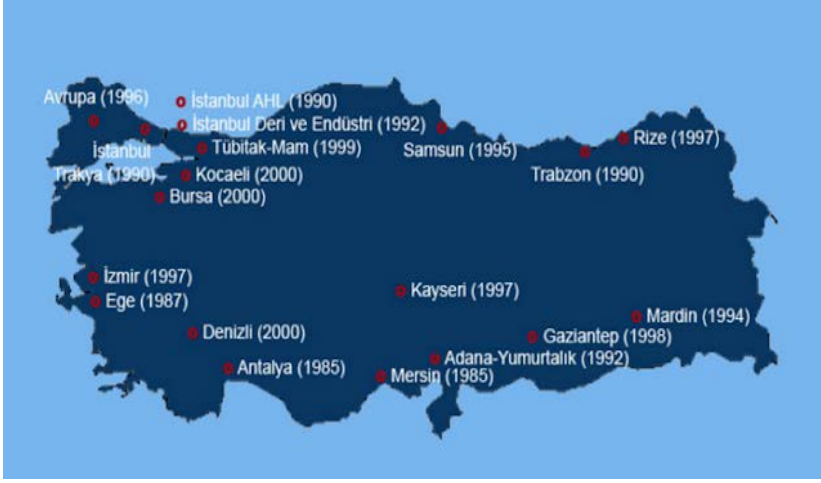 Avrupa (1996)
İstanbul AHL (1990)
İstanbul Deri ve Endüstri (1992)
İstanbul
Trakya (1990)
Tübitak-Mam (1999)
Kocaeli (2000)
Bursa (2000)
Samsun (1995)
Rize (1997)
Trabzon (1990)
İzmir (1997)
Ege (1987)
Kayseri (1997)
Denizli (2000)
Mardin (1994)
Gaziantep (1998)
Adana-Yumurtalık (1992)
Antalya (1985)
Mersin (1985)